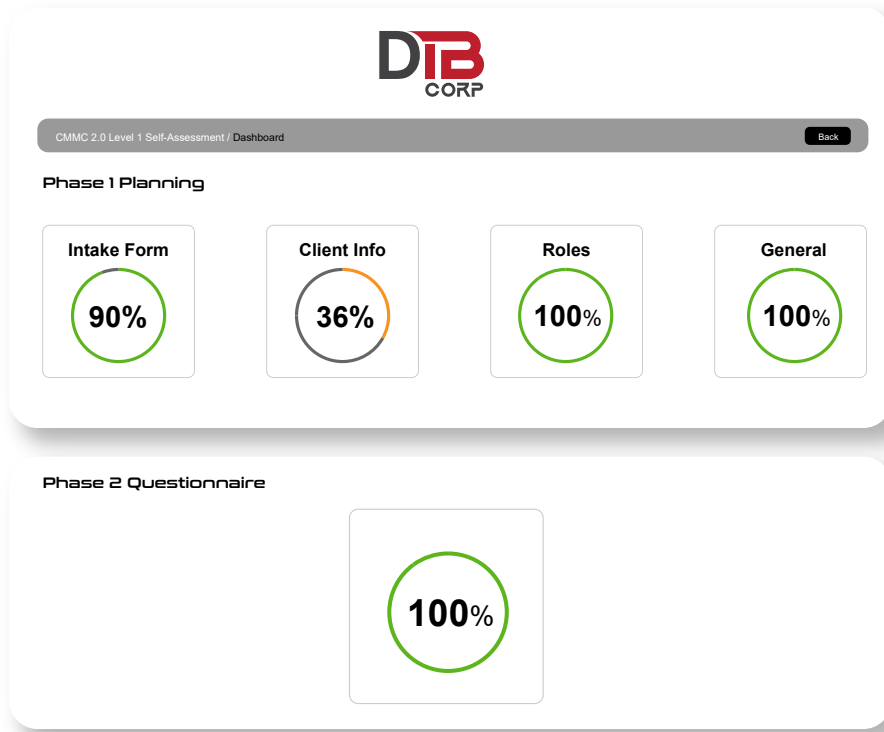 DIB
CORP
CMMC 2.0 Level 1 Self-Assessment / Dashboard
Back
Phase 1 Planning
Intake Form
Client Info
Roles
General
90%
36%
100%
100%
Phase 2 Questionnaire
100%